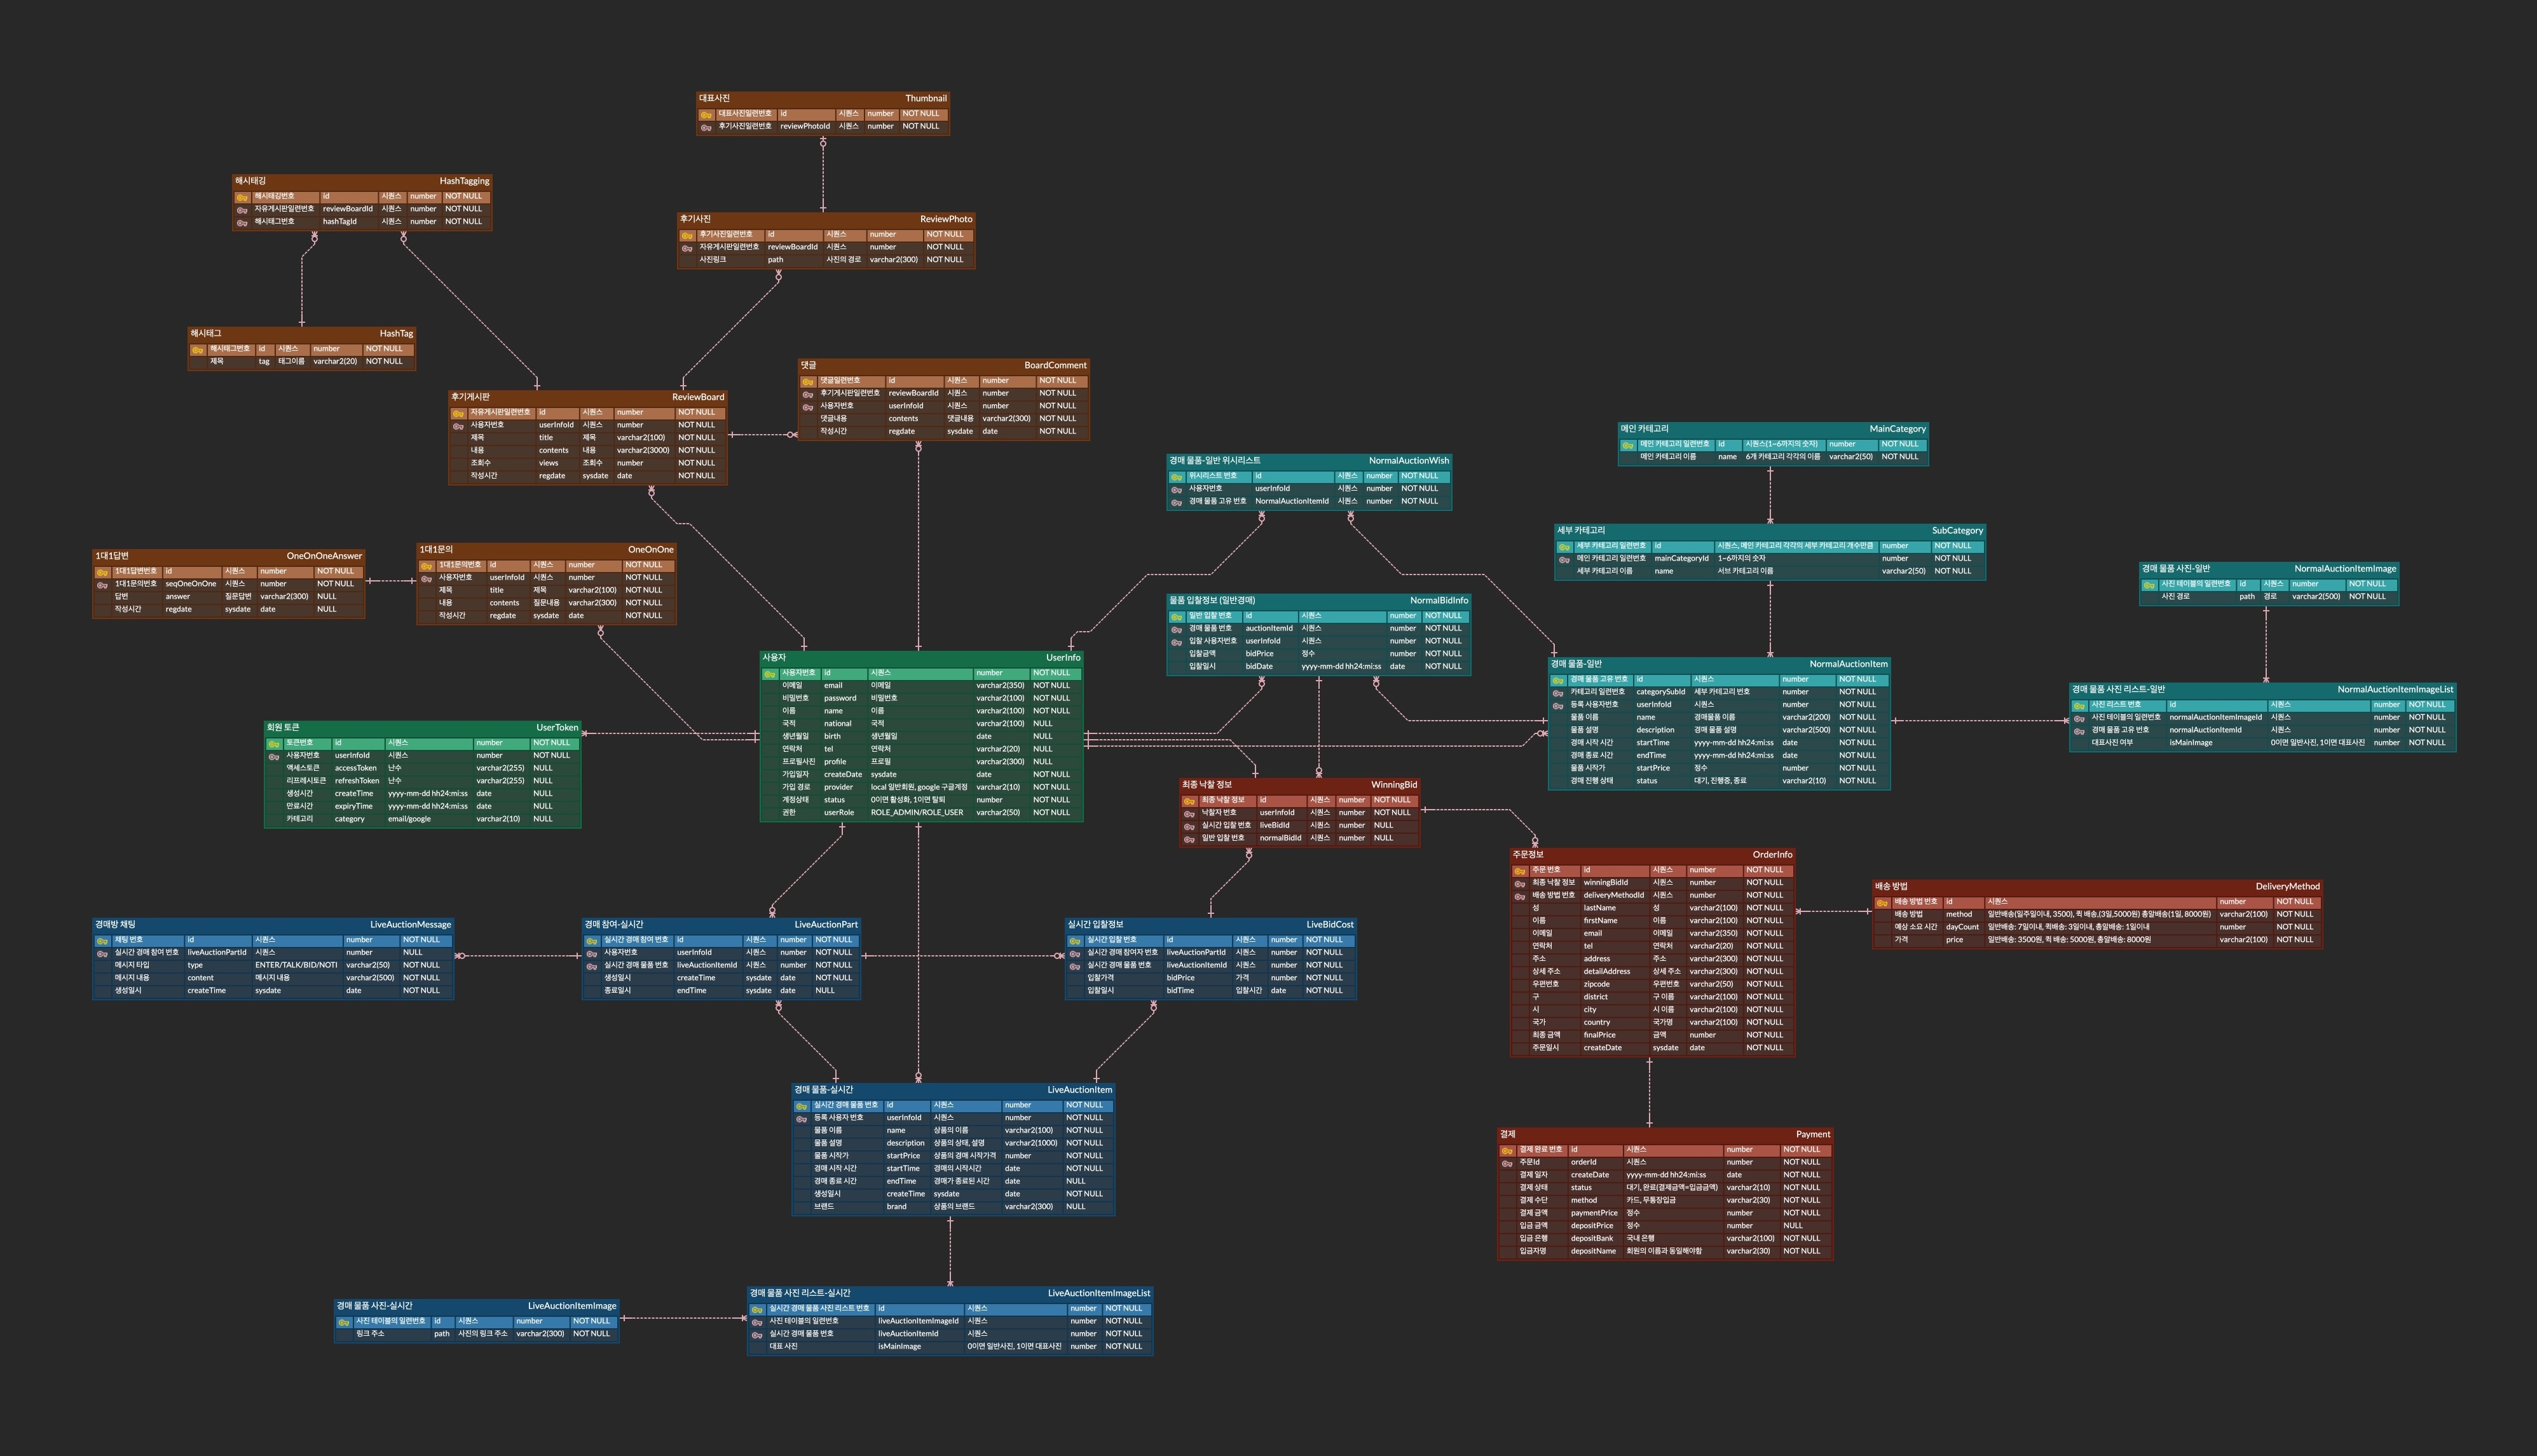 대표사진 Thumbnail
대표사진일련번호 id 시퀀스 number NOT NULL
후기사진일련번호 reviewPhotoId 시퀀스 number NOT NULL
해시태깅 HashTagging
해시태깅번호 id 시퀀스 number NOT NULL
자유게시판일련번호 reviewBoardId 시퀀스 number NOT NULL
해시태그번호 hashTagId 시퀀스 number NOT NULL
후기사진 ReviewPhoto
후기사진일련번호 id 시퀀스 number NOT NULL
자유게시판일련번호 reviewBoardId 시퀀스 number NOT NULL
사진링크 path 사진의 경로 varchar2(300) NOT NULL
해시태그 HashTag
해시태그번호 id 시퀀스 number NOT NULL
제목 tag 태그이름 varchar2(20) NOT NULL
댓글 BoardComment
댓글일련번호 id 시퀀스 number NOT NULL
후기게시판일련번호 reviewBoardId 시퀀스 number NOT NULL
사용자번호 userInfoId 시퀀스 number NOT NULL
댓글내용 contents 댓글내용 varchar2(300) NOT NULL
작성시간 regdate sysdate date NOT NULL
후기게시판 ReviewBoard
자유게시판일련번호 id 시퀀스 number NOT NULL
사용자번호 userInfoId 시퀀스 number NOT NULL
제목 title 제목 varchar2(100) NOT NULL
내용 contents 내용 varchar2(3000) NOT NULL
조회수 views 조회수 number NOT NULL
작성시간 regdate sysdate date NOT NULL
메인 카테고리 MainCategory
메인 카테고리 일련번호 id 시퀀스(1~6까지의 숫자) number NOT NULL
메인 카테고리 이름 name 6개 카테고리 각각의 이름 varchar2(50) NOT NULL
경매 물품-일반 위시리스트 NormalAuctionWish
위시리스트 번호 id 시퀀스 number NOT NULL
사용자번호 userInfoId 시퀀스 number NOT NULL
경매 물품 고유 번호 NormalAuctionItemId 시퀀스 number NOT NULL
세부 카테고리 SubCategory
세부 카테고리 일련번호 id 시퀀스, 메인 카테고리 각각의 세부 카테고리 개수만큼 number NOT NULL
메인 카테고리 일련번호 mainCategoryId 1~6까지의 숫자 number NOT NULL
세부 카테고리 이름 name 서브 카테고리 이름 varchar2(50) NOT NULL
1대1답변 OneOnOneAnswer
1대1답변번호 id 시퀀스 number NOT NULL
1대1문의번호 seqOneOnOne 시퀀스 number NOT NULL
답변 answer 질문답변 varchar2(300) NULL
작성시간 regdate sysdate date NULL
1대1문의 OneOnOne
1대1문의번호 id 시퀀스 number NOT NULL
사용자번호 userInfoId 시퀀스 number NOT NULL
제목 title 제목 varchar2(100) NOT NULL
내용 contents 질문내용 varchar2(300) NOT NULL
작성시간 regdate sysdate date NOT NULL
경매 물품 사진-일반 NormalAuctionItemImage
사진 테이블의 일련번호 id 시퀀스 number NOT NULL
사진 경로 path 경로 varchar2(500) NOT NULL
물품 입찰정보 (일반경매) NormalBidInfo
일반 입찰 번호 id 시퀀스 number NOT NULL
경매 물품 번호 auctionItemId 시퀀스 number NOT NULL
입찰 사용자번호 userInfoId 시퀀스 number NOT NULL
입찰금액 bidPrice 정수 number NOT NULL
입찰일시 bidDate yyyy-mm-dd hh24:mi:ss date NOT NULL
사용자 UserInfo
사용자번호 id 시퀀스 number NOT NULL
이메일 email 이메일 varchar2(350) NOT NULL
비밀번호 password 비밀번호 varchar2(100) NOT NULL
이름 name 이름 varchar2(100) NOT NULL
국적 national 국적 varchar2(100) NULL
생년월일 birth 생년월일 date NULL
연락처 tel 연락처 varchar2(20) NULL
프로필사진 profile 프로필 varchar2(300) NULL
가입일자 createDate sysdate date NOT NULL
가입 경로 provider local 일반회원, google 구글계정 varchar2(10) NOT NULL
계정상태 status 0이면 활성화, 1이면 탈퇴 number NOT NULL
권한 userRole ROLE_ADMIN/ROLE_USER varchar2(50) NOT NULL
경매 물품-일반 NormalAuctionItem
경매 물품 고유 번호 id 시퀀스 number NOT NULL
카테고리 일련번호 categorySubId 세부 카테고리 번호 number NOT NULL
등록 사용자번호 userInfoId 시퀀스 number NOT NULL
물품 이름 name 경매물품 이름 varchar2(200) NOT NULL
물품 설명 description 경매 물품 설명 varchar2(500) NOT NULL
경매 시작 시간 startTime yyyy-mm-dd hh24:mi:ss date NOT NULL
경매 종료 시간 endTime yyyy-mm-dd hh24:mi:ss date NOT NULL
물품 시작가 startPrice 정수 number NOT NULL
경매 진행 상태 status 대기, 진행중, 종료 varchar2(10) NOT NULL
경매 물품 사진 리스트-일반 NormalAuctionItemImageList
사진 리스트 번호 id 시퀀스 number NOT NULL
사진 테이블의 일련번호 normalAuctionItemImageId 시퀀스 number NOT NULL
경매 물품 고유 번호 normalAuctionItemId 시퀀스 number NOT NULL
대표사진 여부 isMainImage 0이면 일반사진, 1이면 대표사진 number NOT NULL
회원 토큰 UserToken
토큰번호 id 시퀀스 number NOT NULL
사용자번호 userInfoId 시퀀스 number NOT NULL
액세스토큰 accessToken 난수 varchar2(255) NULL
리프레시토큰 refreshToken 난수 varchar2(255) NULL
생성시간 createTime yyyy-mm-dd hh24:mi:ss date NULL
만료시간 expiryTime yyyy-mm-dd hh24:mi:ss date NULL
카테고리 category email/google varchar2(10) NULL
최종 낙찰 정보 WinningBid
최종 낙찰 정보 id 시퀀스 number NOT NULL
낙찰자 번호 userInfoId 시퀀스 number NOT NULL
실시간 입찰 번호 liveBidId 시퀀스 number NULL
일반 입찰 번호 normalBidId 시퀀스 number NULL
주문정보 OrderInfo
주문 번호 id 시퀀스 number NOT NULL
최종 낙찰 정보 winningBidId 시퀀스 number NOT NULL
배송 방법 번호 deliveryMethodId 시퀀스 number NOT NULL
성 lastName 성 varchar2(100) NOT NULL
이름 firstName 이름 varchar2(100) NOT NULL
이메일 email 이메일 varchar2(350) NOT NULL
연락처 tel 연락처 varchar2(20) NOT NULL
주소 address 주소 varchar2(300) NOT NULL
상세 주소 detailAddress 상세 주소 varchar2(300) NOT NULL
우편번호 zipcode 우편번호 varchar2(50) NOT NULL
구 district 구 이름 varchar2(100) NOT NULL
시 city 시 이름 varchar2(100) NOT NULL
국가 country 국가명 varchar2(100) NOT NULL
최종 금액 finalPrice 금액 number NOT NULL
주문일시 createDate sysdate date NOT NULL
배송 방법 DeliveryMethod
배송 방법 번호 id 시퀀스 number NOT NULL
배송 방법 method 일반배송(일주일이내, 3500), 퀵 배송,(3일,5000원) 총알배송(1일, 8000원) varchar2(100) NOT NULL
예상 소요 시간 dayCount 일반배송: 7일이내, 퀵배송: 3일이내, 총알배송: 1일이내 number NOT NULL
가격 price 일반배송: 3500원, 퀵 배송: 5000원, 총알배송: 8000원 varchar2(100) NOT NULL
경매방 채팅 LiveAuctionMessage
채팅 번호 id 시퀀스 number NOT NULL
실시간 경매 참여 번호 liveAuctionPartId 시퀀스 number NULL
메시지 타입 type ENTER/TALK/BID/NOTI varchar2(50) NOT NULL
메시지 내용 content 메시지 내용 varchar2(500) NOT NULL
생성일시 createTime sysdate date NOT NULL
경매 참여-실시간 LiveAuctionPart
실시간 경매 참여 번호 id 시퀀스 number NOT NULL
사용자번호 userInfoId 시퀀스 number NOT NULL
실시간 경매 물품 번호 liveAuctionItemId 시퀀스 number NOT NULL
생성일시 createTime sysdate date NOT NULL
종료일시 endTime sysdate date NULL
실시간 입찰정보 LiveBidCost
실시간 입찰 번호 id 시퀀스 number NOT NULL
실시간 경매 참여자 번호 liveAuctionPartId 시퀀스 number NOT NULL
실시간 경매 물품 번호 liveAuctionItemId 시퀀스 number NOT NULL
입찰가격 bidPrice 가격 number NOT NULL
입찰일시 bidTime 입찰시간 date NOT NULL
경매 물품-실시간 LiveAuctionItem
실시간 경매 물품 번호 id 시퀀스 number NOT NULL
등록 사용자 번호 userInfoId 시퀀스 number NOT NULL
물품 이름 name 상품의 이름 varchar2(100) NOT NULL
물품 설명 description 상품의 상태, 설명 varchar2(1000) NOT NULL
물품 시작가 startPrice 상품의 경매 시작가격 number NOT NULL
경매 시작 시간 startTime 경매의 시작시간 date NOT NULL
경매 종료 시간 endTime 경매가 종료된 시간 date NULL
생성일시 createTime sysdate date NOT NULL
브랜드 brand 상품의 브랜드 varchar2(300) NULL
결제 Payment
결제 완료 번호 id 시퀀스 number NOT NULL
주문Id orderId 시퀀스 number NOT NULL
결제 일자 createDate yyyy-mm-dd hh24:mi:ss date NOT NULL
결제 상태 status 대기, 완료(결제금액=입금금액) varchar2(10) NOT NULL
결제 수단 method 카드, 무통장입금 varchar2(30) NOT NULL
결제 금액 paymentPrice 정수 number NOT NULL
입금 금액 depositPrice 정수 number NULL
입금 은행 depositBank 국내 은행 varchar2(100) NOT NULL
입금자명 depositName 회원의 이름과 동일해야함 varchar2(30) NOT NULL
경매 물품 사진-실시간 LiveAuctionItemImage
사진 테이블의 일련번호 id 시퀀스 number NOT NULL
링크 주소 path 사진의 링크 주소 varchar2(300) NOT NULL
경매 물품 사진 리스트-실시간 LiveAuctionItemImageList
실시간 경매 물품 사진 리스트 번호 id 시퀀스 number NOT NULL
사진 테이블의 일련번호 liveAuctionItemImageId 시퀀스 number NOT NULL
실시간 경매 물품 번호 liveAuctionItemId 시퀀스 number NOT NULL
대표 사진 isMainImage 0이면 일반사진, 1이면 대표사진 number NOT NULL